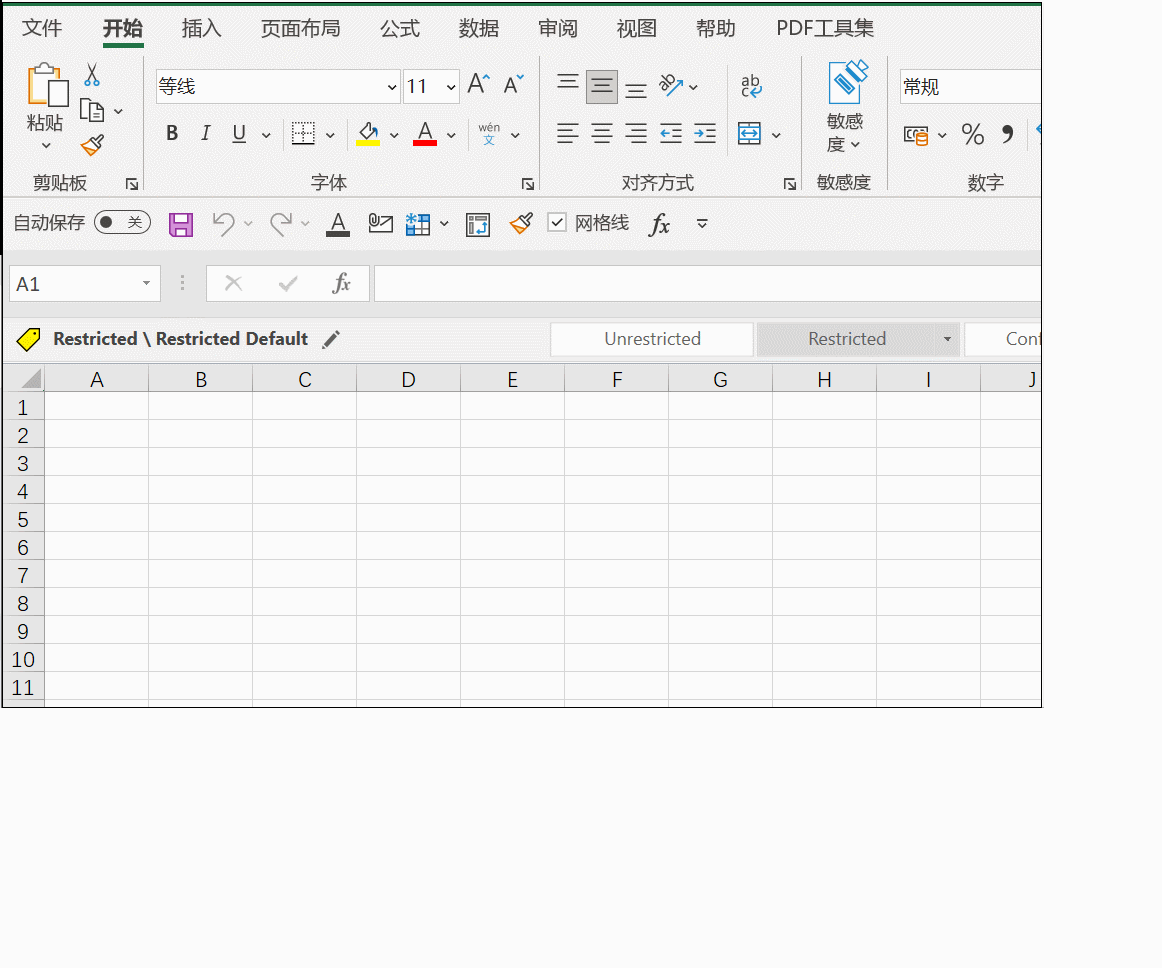 文件 开始 插入 页面布局 公式 数据 审阅 视图 帮助 PDF工具集
等线 11 A A ab c 常规
粘贴 B I U A wén 文 敏感度 % ,
剪贴板 字体 对齐方式 敏感度 数字
自动保存 关 A 网格线 fx
A1 fx
Restricted \ Restricted Default Unrestricted Restricted
A B C D E F G H I J
1
2
3
4
5
6
7
8
9
10
11